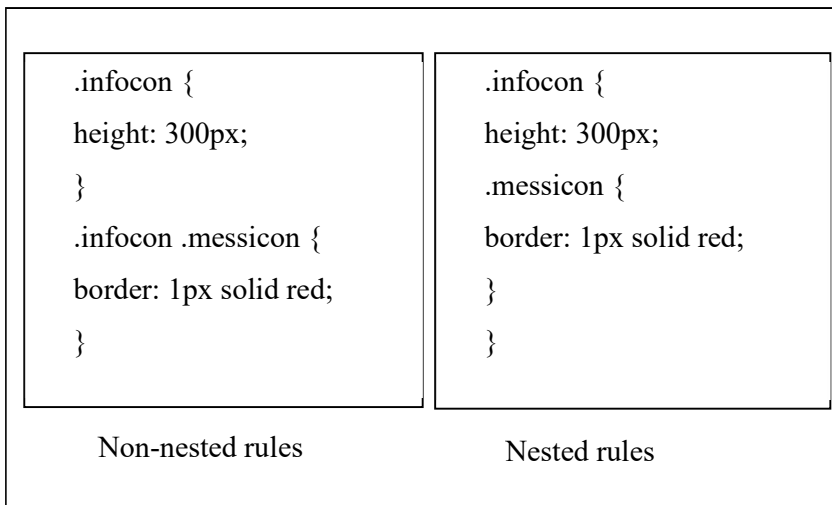 .infocon {
height: 300px;
}
.infocon .messicon {
border: 1px solid red;
}
Non-nested rules
.infocon {
height: 300px;
.messicon {
border: 1px solid red;
}
}
Nested rules